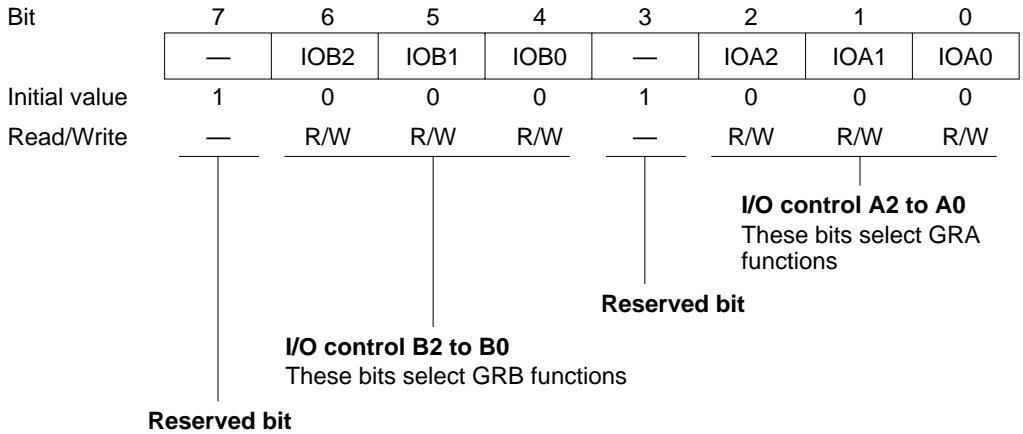 Bit 7 6 5 4 3 2 1 0
— IOB2 IOB1 IOB0 — IOA2 IOA1 IOA0
Initial value 1 0 0 0 1 0 0 0
Read/Write — R/W R/W R/W — R/W R/W R/W
I/O control A2 to A0
These bits select GRA
functions
Reserved bit
I/O control B2 to B0
These bits select GRB functions
Reserved bit